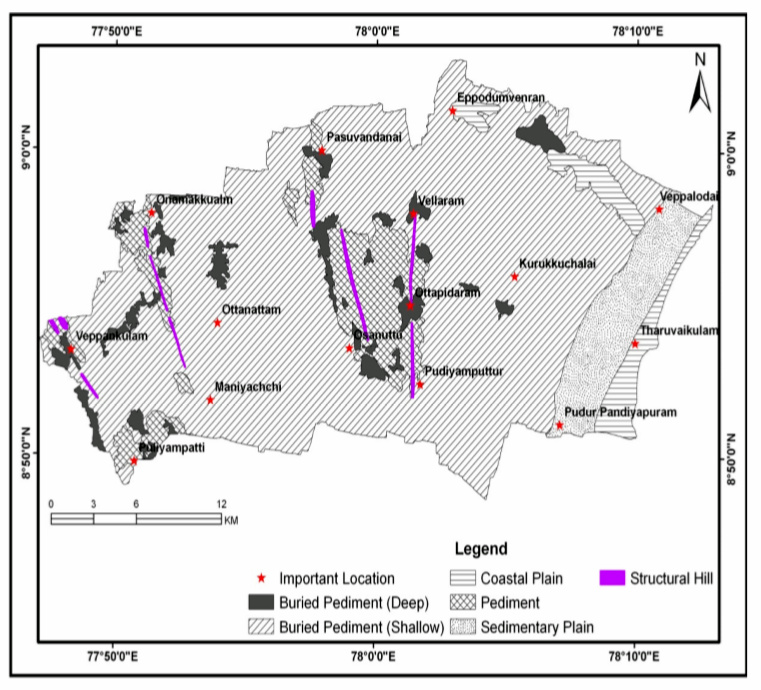 77°50'0"E 78°0'0"E 78°10'0"E
N
Eppodumvenran
Pasuvandanai
9°0'0"N 9°0'0"N
Onamakkualm
Vellaram
Veppalodai
Kurukkuchalai
Ottapidaram
Ottanattam
Veppankulam
Osanuttu
Tharuvaikulam
Pudiyamputtur
Maniyachchi
Pudur Pandiyapuram
Puliyampatti
8°50'0"N 8°50'0"N
0 3 6 12
KM
Legend
Important Location
Coastal Plain
Structural Hill
Buried Pediment (Deep)
Pediment
Buried Pediment (Shallow)
Sedimentary Plain
77°50'0"E 78°0'0"E 78°10'0"E